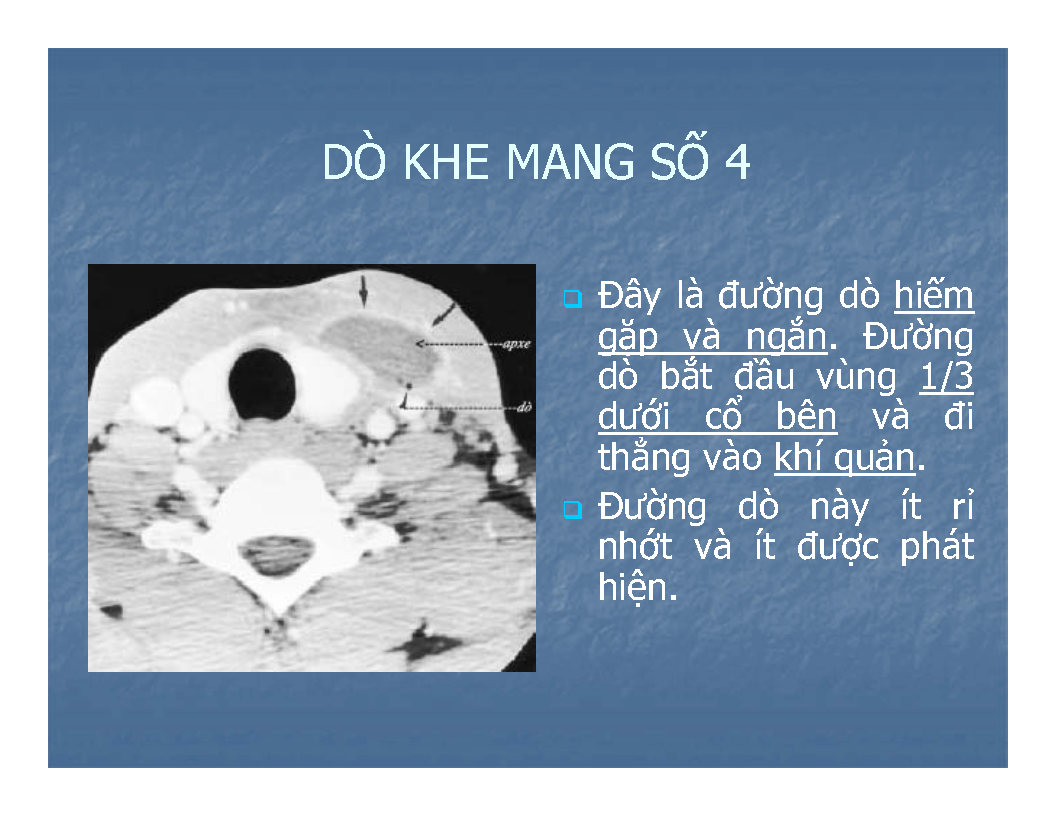 DÒ KHE MANG SỐ 4
apxe
dò
Đây là đường dò hiếm
gặp và ngắn. Đường
dò bắt đầu vùng 1/3
dưới cổ bên và đi
thẳng vào khí quản.
Đường dò này ít rỉ
nhớt và ít được phát
hiện.